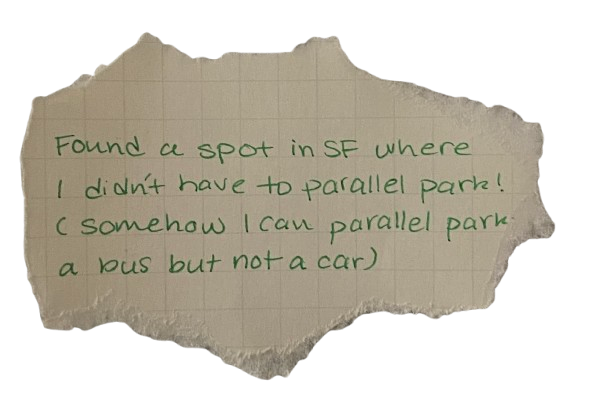 Found a spot in SF where
I didn't have to parallel park!
(somehow I can parallel park
a bus but not a car)